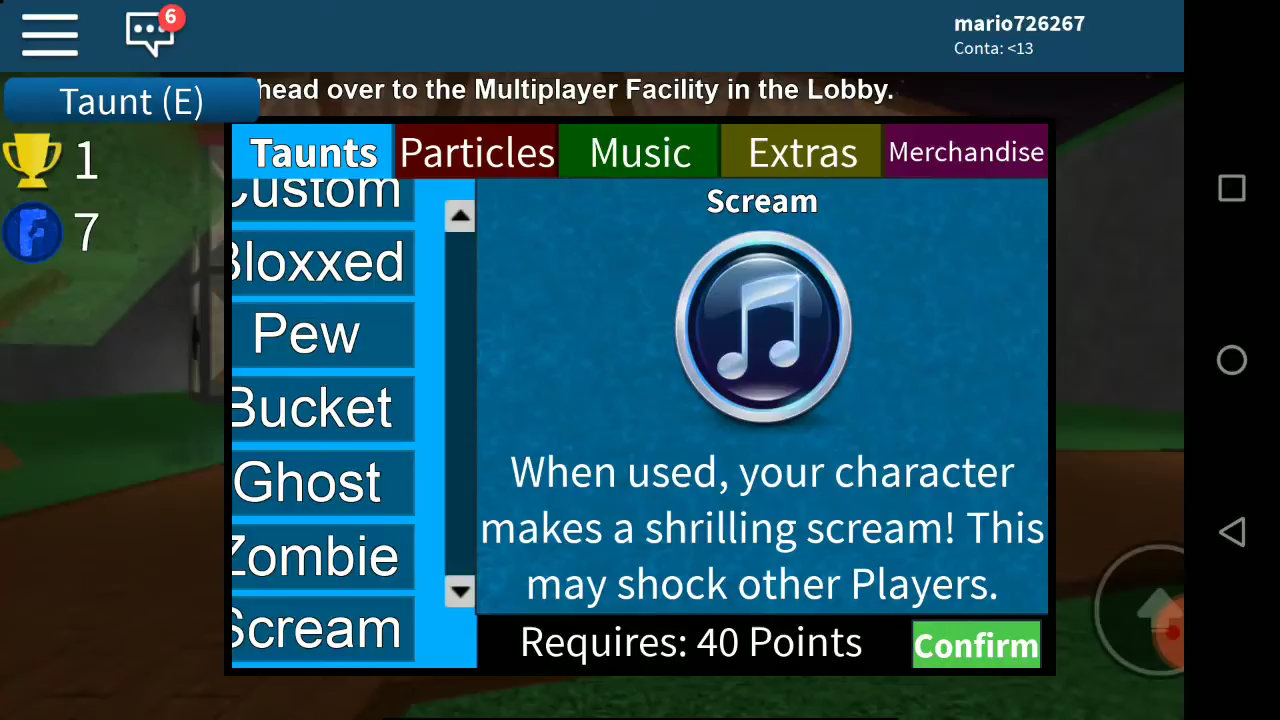 6
mario726267
Conta: <13
Taunt (E)
head over to the Multiplayer Facility in the Lobby.
1
F 7
Taunts Particles Music Extras Merchandise
Custom
Bloxxed
Pew
Bucket
Ghost
Zombie
Scream
Scream
When used, your character
makes a shrilling scream! This
may shock other Players.
Requires: 40 Points
Confirm